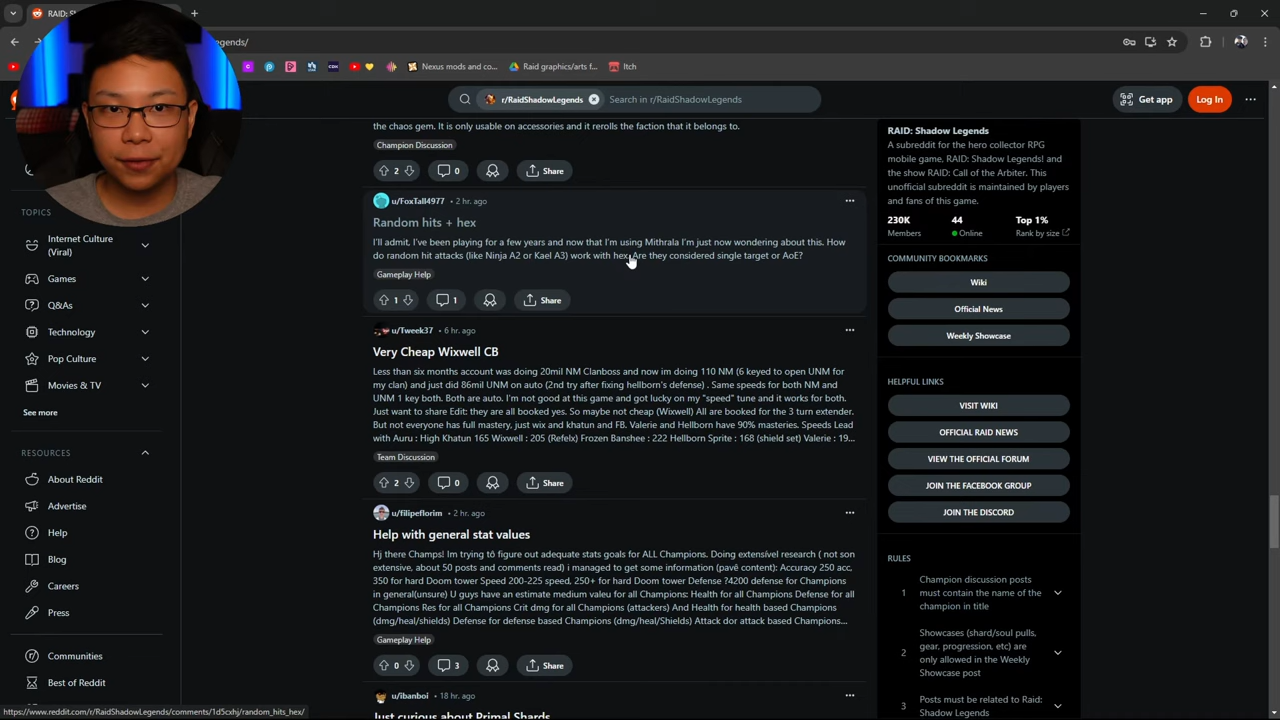 RAID: S
egends/
Nexus mods and co...
Raid graphics/arts f...
Itch
r/RaidShadowLegends
Search in r/RaidShadowLegends
Get app
Log In
TOPICS
Internet Culture
(Viral)
Games
Q&As
Technology
Pop Culture
Movies & TV
See more
RESOURCES
About Reddit
Advertise
Help
Blog
Careers
Press
Communities
Best of Reddit
https://www.reddit.com/r/RaidShadowLegends/comments/1d5cxhj/random_hits_hex/
the chaos gem. It is only usable on accessories and it rerolls the faction that it belongs to.
Champion Discussion
2
0
Share
u/FoxTall4977 • 2 hr. ago
Random hits + hex
I'll admit, I've been playing for a few years and now that I'm using Mithrala I'm just now wondering about this. How
do random hit attacks (like Ninja A2 or Kael A3) work with hex. Are they considered single target or AoE?
Gameplay Help
1
1
Share
u/Tweek37 • 6 hr. ago
Very Cheap Wixwell CB
Less than six months account was doing 20mil NM Clanboss and now im doing 110 NM (6 keyed to open UNM for
my clan) and just did 86mil UNM on auto (2nd try after fixing hellborn's defense) . Same speeds for both NM and
UNM 1 key both. Both are auto. I'm not good at this game and got lucky on my "speed" tune and it works for both.
Just want to share Edit: they are all booked yes. So maybe not cheap (Wixwell) All are booked for the 3 turn extender.
But not everyone has full mastery, just wix and khatun and FB. Valerie and Hellborn have 90% masteries. Speeds Lead
with Auru : High Khatun 165 Wixwell : 205 (Refelx) Frozen Banshee : 222 Hellborn Sprite : 168 (shield set) Valerie : 19...
Team Discussion
2
0
Share
u/filipeflorim • 2 hr. ago
Help with general stat values
Hj there Champs! Im trying tô figure out adequate stats goals for ALL Champions. Doing extensível research ( not son
extensive, about 50 posts and comments read) i managed to get some information (pavê content): Accuracy 250 acc,
350 for hard Doom tower Speed 200-225 speed, 250+ for hard Doom tower Defense ?4200 defense for Champions
in general(unsure) U guys have an estimate medium valeu for all Champions: Health for all Champions Defense for all
Champions Res for all Champions Crit dmg for all Champions (attackers) And Health for health based Champions
(dmg/heal/shields) Defense for defense based Champions (dmg/heal/Shields) Attack dor attack based Champions...
Gameplay Help
0
3
Share
u/ibanboi • 18 hr. ago
Just curious about Primal Shards
RAID: Shadow Legends
A subreddit for the hero collector RPG
mobile game, RAID: Shadow Legends! and
the show RAID: Call of the Arbiter. This
unofficial subreddit is maintained by players
and fans of this game.
230K 44 Top 1%
Members Online Rank by size
COMMUNITY BOOKMARKS
Wiki
Official News
Weekly Showcase
HELPFUL LINKS
VISIT WIKI
OFFICIAL RAID NEWS
VIEW THE OFFICIAL FORUM
JOIN THE FACEBOOK GROUP
JOIN THE DISCORD
RULES
1 Champion discussion posts
must contain the name of the
champion in title
2 Showcases (shard/soul pulls,
gear, progression, etc) are
only allowed in the Weekly
Showcase post
3 Posts must be related to Raid:
Shadow Legends